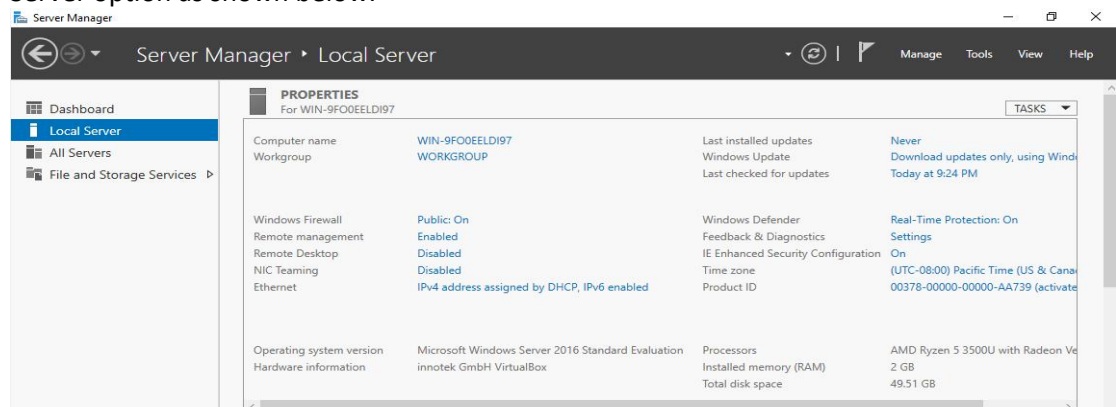 server option as shown below.
Server Manager
Server Manager ‣ Local Server
Manage Tools View Help
Dashboard
Local Server
All Servers
File and Storage Services
PROPERTIES
For WIN-9FO0EELDI97
TASKS
Computer name WIN-9FO0EELDI97 Last installed updates Never
Workgroup WORKGROUP Windows Update Download updates only, using Windo
Last checked for updates Today at 9:24 PM
Windows Firewall Public: On Windows Defender Real-Time Protection: On
Remote management Enabled Feedback & Diagnostics Settings
Remote Desktop Disabled IE Enhanced Security Configuration On
NIC Teaming Disabled Time zone (UTC-08:00) Pacific Time (US & Cana
Ethernet IPv4 address assigned by DHCP, IPv6 enabled Product ID 00378-00000-00000-AA739 (activate
Operating system version Microsoft Windows Server 2016 Standard Evaluation Processors AMD Ryzen 5 3500U with Radeon Ve
Hardware information innotek GmbH VirtualBox Installed memory (RAM) 2 GB
Total disk space 49.51 GB